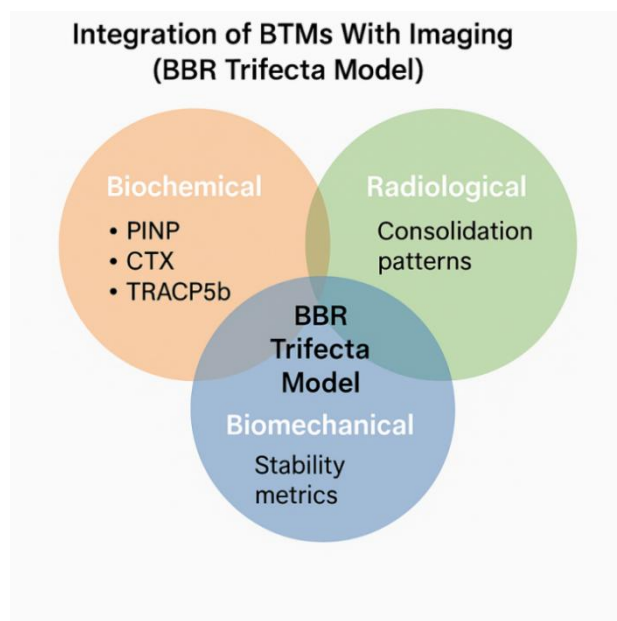 Integration of BTMs With Imaging
(BBR Trifecta Model)
Biochemical
• PINP
• CTX
• TRACP5b
Radiological
Consolidation
patterns
BBR
Trifecta
Model
Biomechanical
Stability
metrics